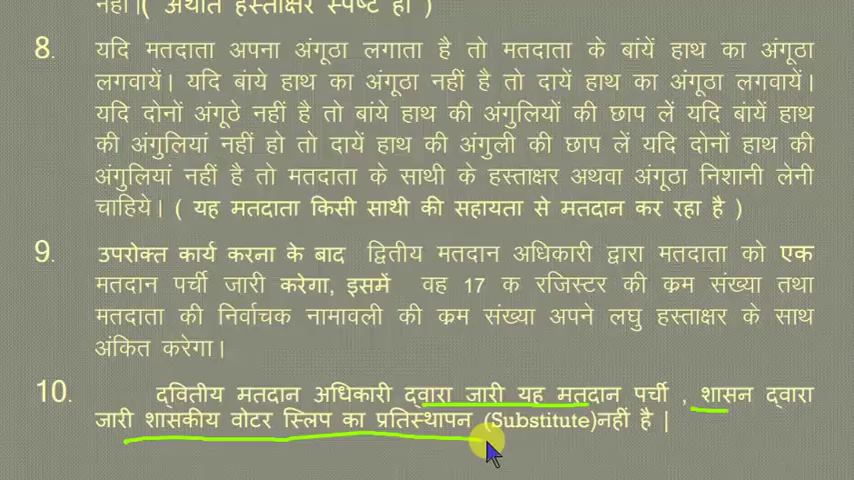 नहीं। ( अर्थात हस्ताक्षर स्पष्ट हो )
8. यदि मतदाता अपना अंगूठा लगाता है तो मतदाता के बांयें हाथ का अंगूठा
लगवायें। यदि बांये हाथ का अंगूठा नहीं है तो दायें हाथ का अंगूठा लगवायें।
यदि दोनों अंगूठे नहीं है तो बांये हाथ की अंगुलियों की छाप लें यदि बांयें हाथ
की अंगुलियां नहीं हो तो दायें हाथ की अंगुली की छाप लें यदि दोनों हाथ की
अंगुलियां नहीं है तो मतदाता के साथी के हस्ताक्षर अथवा अंगूठा निशानी लेनी
चाहिये। ( यह मतदाता किसी साथी की सहायता से मतदान कर रहा है )
9. उपरोक्त कार्य करना के बाद द्वितीय मतदान अधिकारी द्वारा मतदाता को एक
मतदान पर्ची जारी करेगा, इसमें वह 17 क रजिस्टर की क्रम संख्या तथा
मतदाता की निर्वाचक नामावली की क्रम संख्या अपने लघु हस्ताक्षर के साथ
अंकित करेगा।
10. द्वितीय मतदान अधिकारी द्वारा जारी यह मतदान पर्ची , शासन द्वारा
जारी शासकीय वोटर स्लिप का प्रतिस्थापन (Substitute)नहीं है |